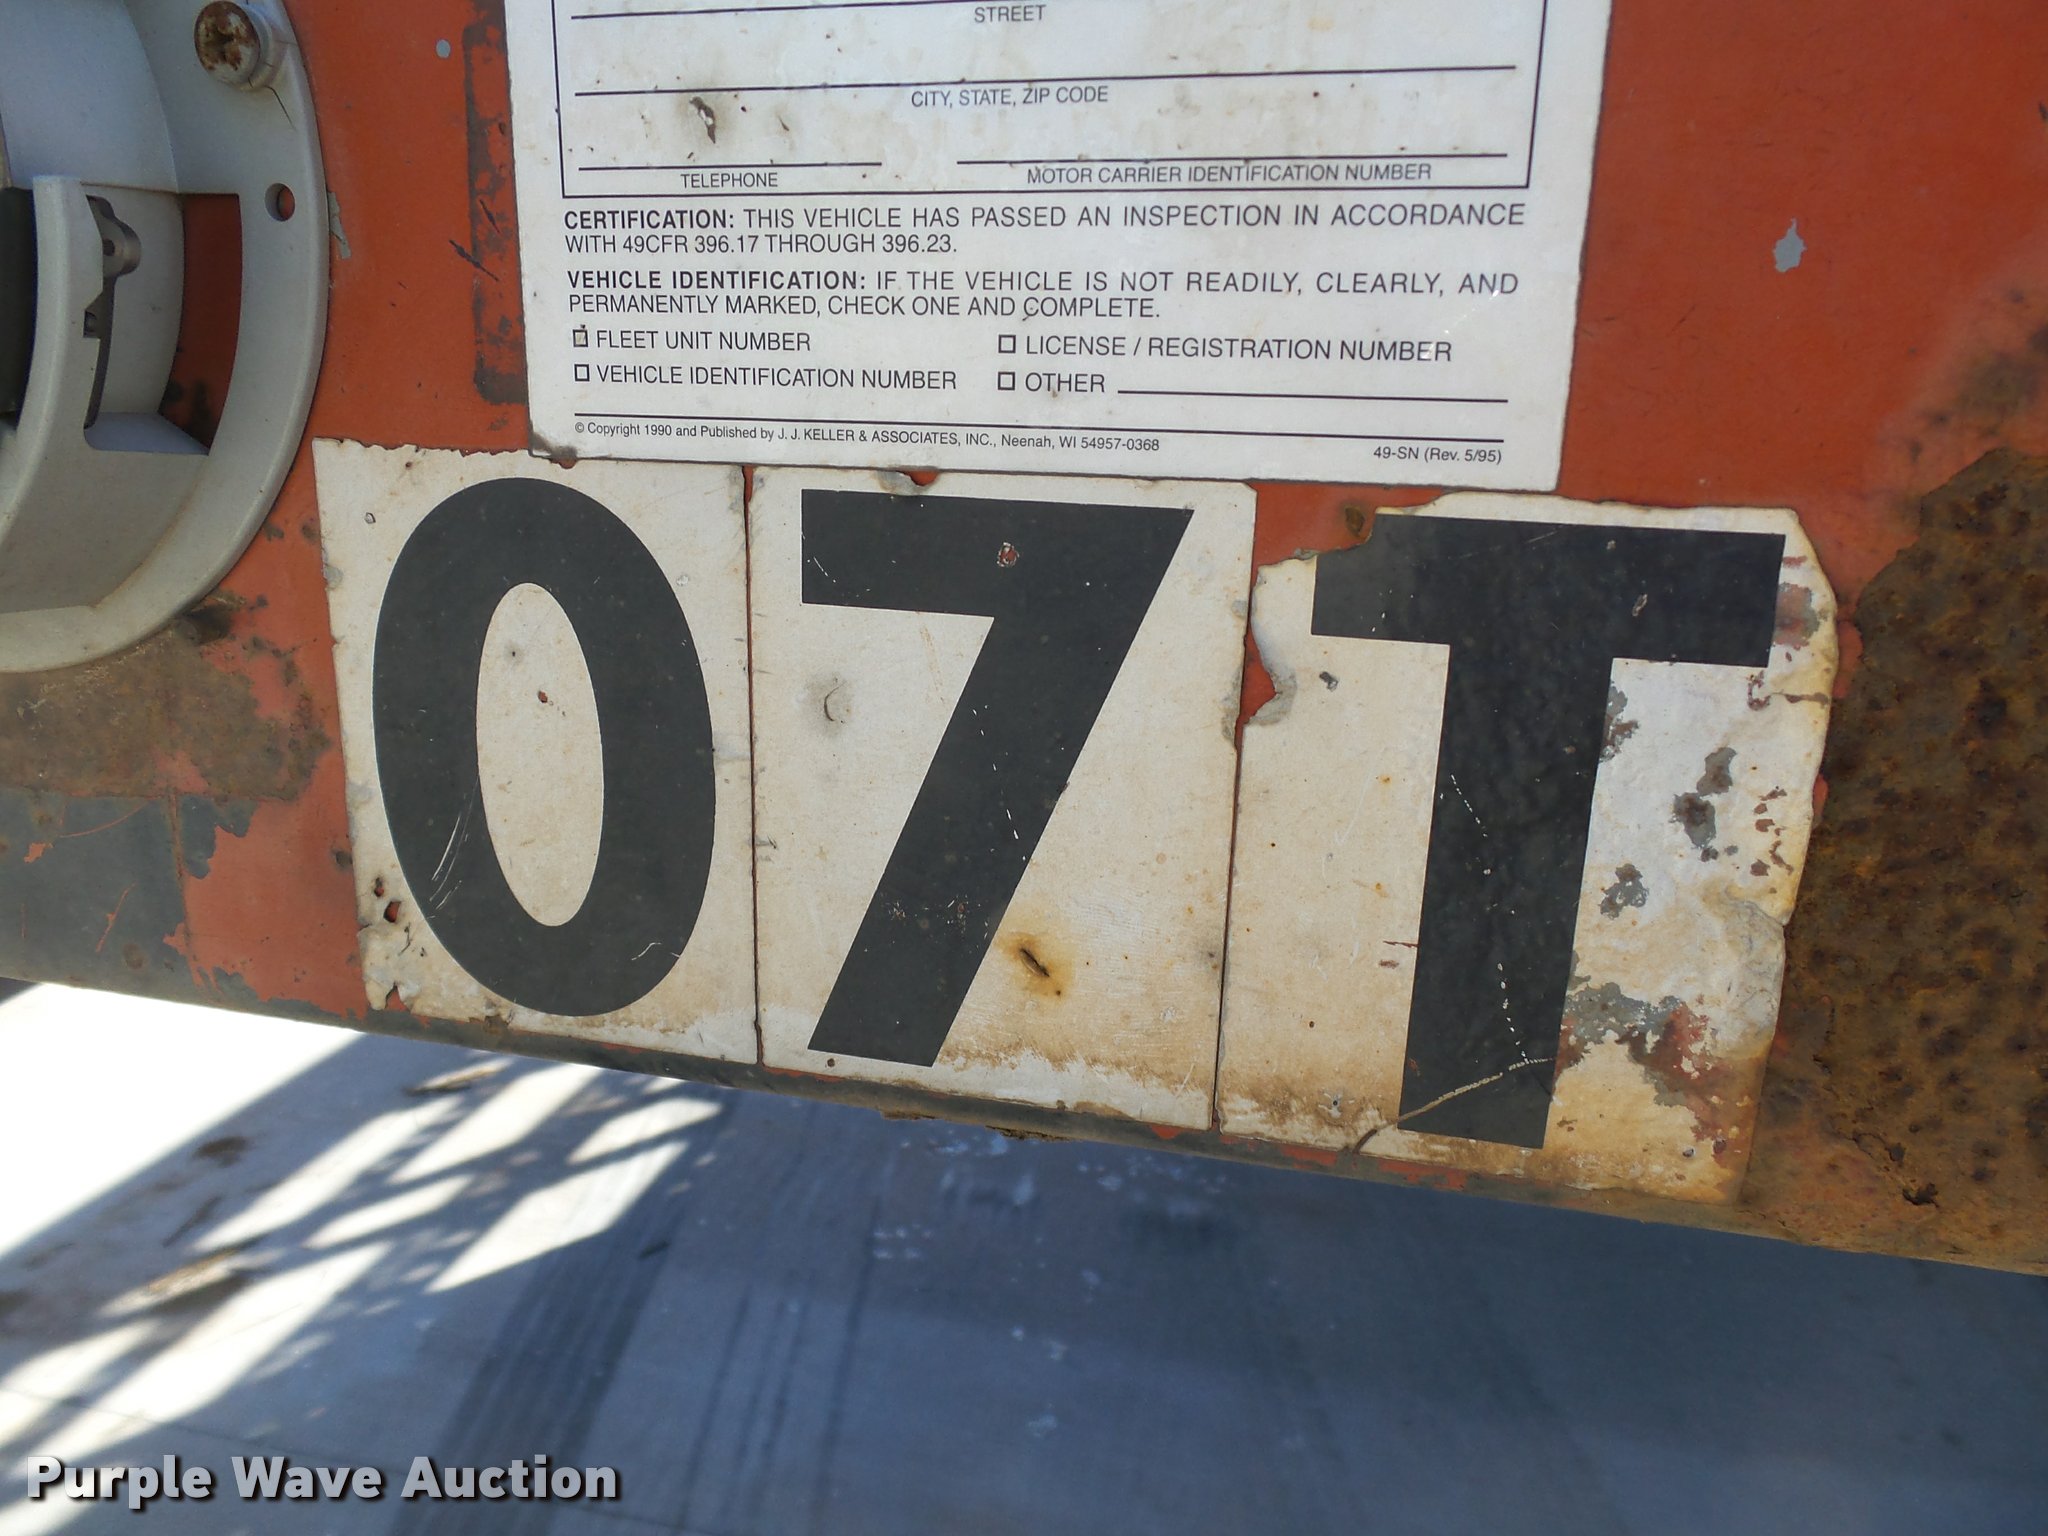 STREET
CITY, STATE, ZIP CODE
TELEPHONE MOTOR CARRIER IDENTIFICATION NUMBER
CERTIFICATION: THIS VEHICLE HAS PASSED AN INSPECTION IN ACCORDANCE
WITH 49CFR 396.17 THROUGH 396.23.
VEHICLE IDENTIFICATION: IF THE VEHICLE IS NOT READILY, CLEARLY, AND
PERMANENTLY MARKED, CHECK ONE AND COMPLETE.
FLEET UNIT NUMBER LICENSE / REGISTRATION NUMBER
VEHICLE IDENTIFICATION NUMBER OTHER
© Copyright 1990 and Published by J. J. KELLER & ASSOCIATES, INC., Neenah, WI 54957-0368
49-SN (Rev. 5/95)
07T
Purple Wave Auction